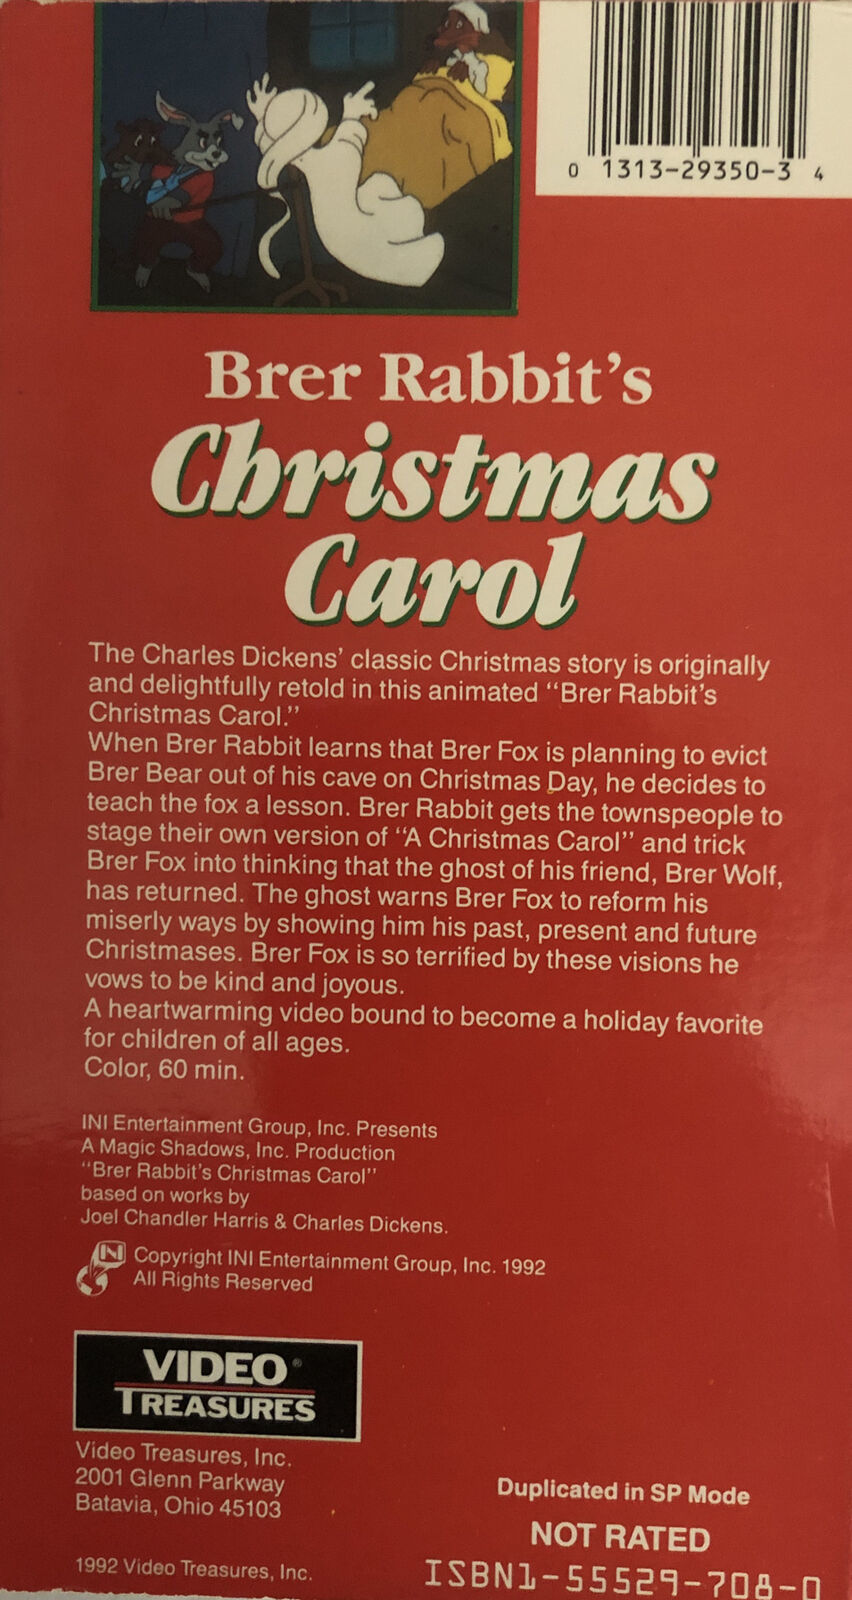 0 1313-29350-3 4
Brer Rabbit's
Christmas
Carol
The Charles Dickens' classic Christmas story is originally
and delightfully retold in this animated "Brer Rabbit's
Christmas Carol."
When Brer Rabbit learns that Brer Fox is planning to evict
Brer Bear out of his cave on Christmas Day, he decides to
teach the fox a lesson. Brer Rabbit gets the townspeople to
stage their own version of "A Christmas Carol" and trick
Brer Fox into thinking that the ghost of his friend, Brer Wolf,
has returned. The ghost warns Brer Fox to reform his
miserly ways by showing him his past, present and future
Christmases. Brer Fox is so terrified by these visions he
vows to be kind and joyous.
A heartwarming video bound to become a holiday favorite
for children of all ages.
Color, 60 min.
INI Entertainment Group, Inc. Presents
A Magic Shadows, Inc. Production
"Brer Rabbit's Christmas Carol"
based on works by
Joel Chandler Harris & Charles Dickens.
INI
Copyright INI Entertainment Group, Inc. 1992
All Rights Reserved
VIDEO®
TREASURES
Video Treasures, Inc.
2001 Glenn Parkway
Batavia, Ohio 45103
1992 Video Treasures, Inc.
Duplicated in SP Mode
NOT RATED
ISBN1-55529-708-0